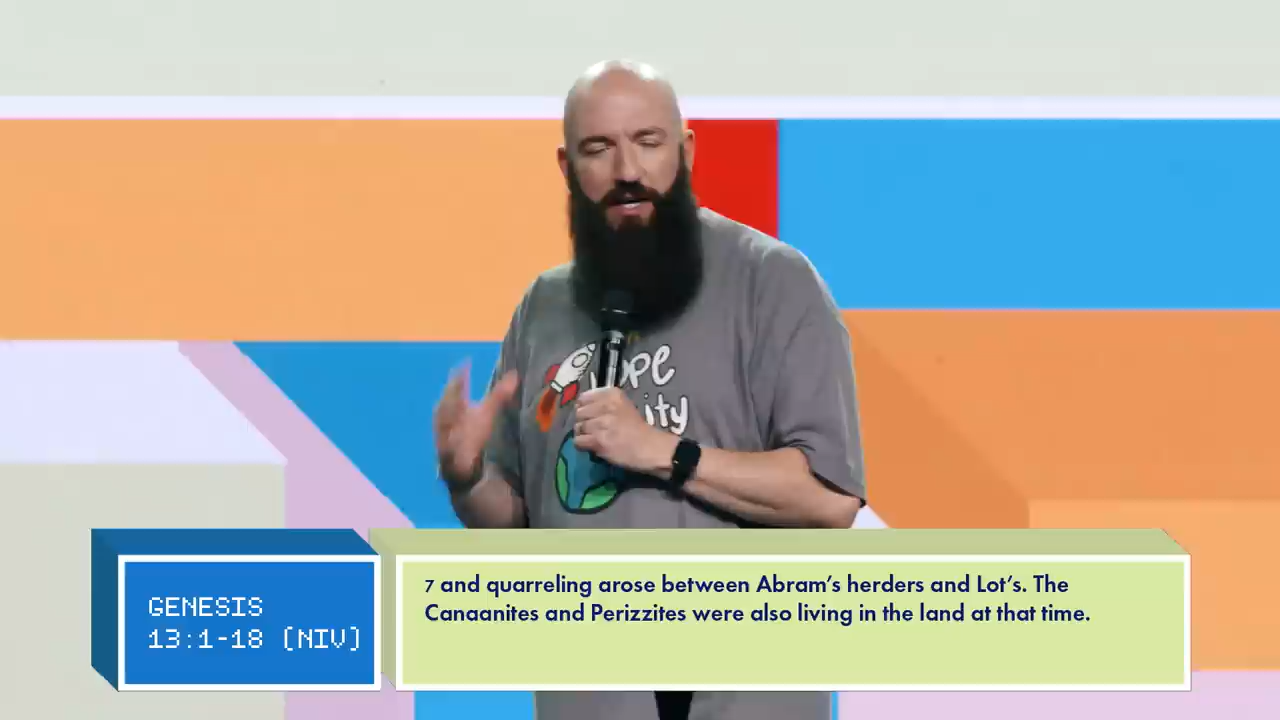 GENESIS
13:1-18 (NIV)
7 and quarreling arose between Abram’s herders and Lot’s. The
Canaanites and Perizzites were also living in the land at that time.